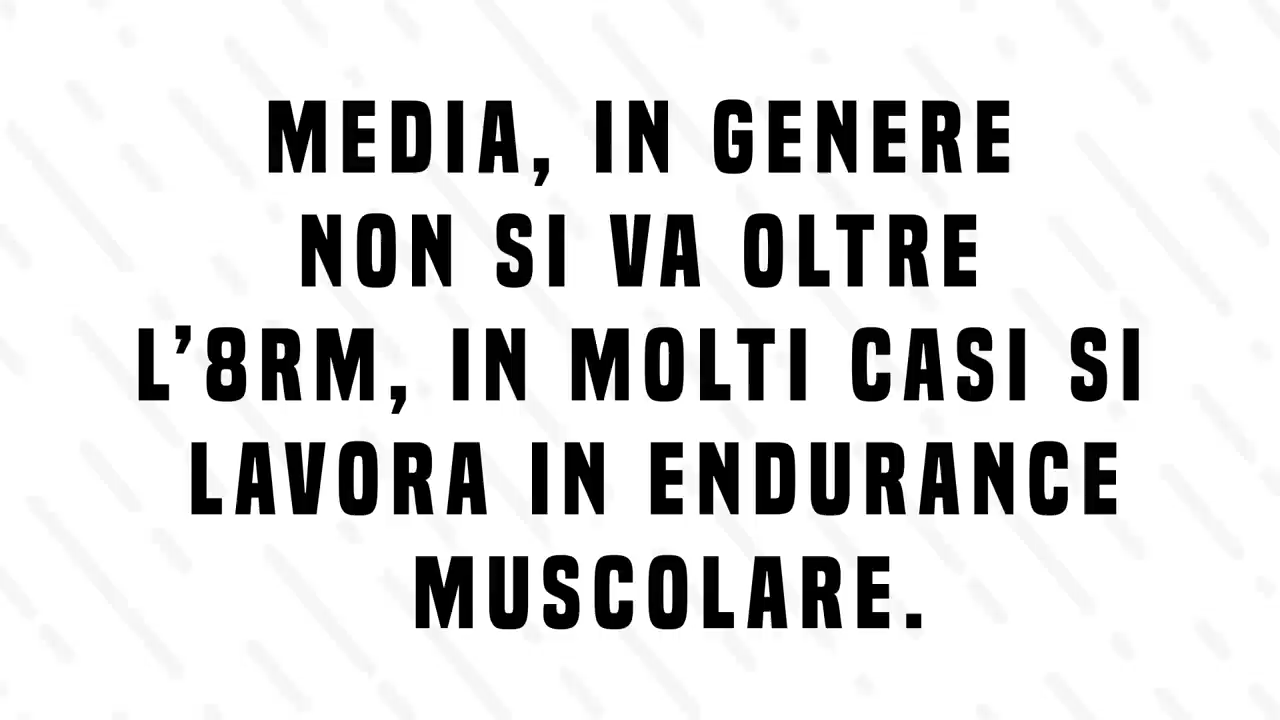 MEDIA, IN GENERE
NON SI VA OLTRE
L'8RM, IN MOLTI CASI SI
LAVORA IN ENDURANCE
MUSCOLARE.